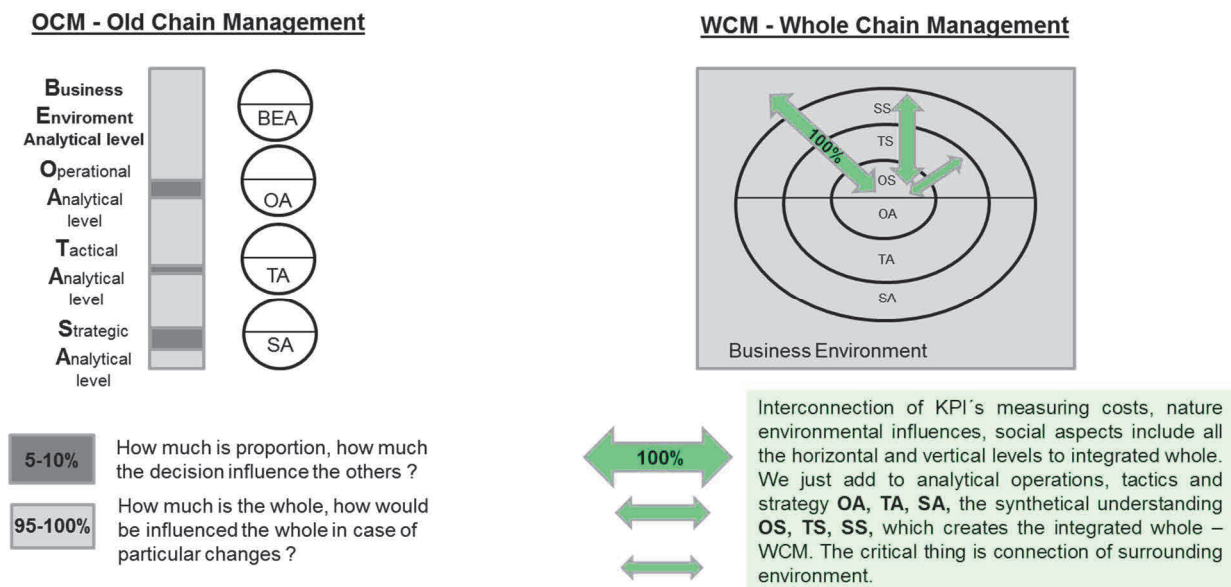 OCM - Old Chain Management
Business
Enviroment
Analytical level
Operational
Analytical
level
Tactical
Analytical
level
Strategic
Analytical
level
BEA
OA
TA
SA
5-10%
How much is proportion, how much
the decision influence the others ?
95-100%
How much is the whole, how would
be influenced the whole in case of
particular changes ?
WCM - Whole Chain Management
SS
TS
100%
OS
OA
TA
SA
Business Environment
100%
Interconnection of KPI´s measuring costs, nature
environmental influences, social aspects include all
the horizontal and vertical levels to integrated whole.
We just add to analytical operations, tactics and
strategy OA, TA, SA, the synthetical understanding
OS, TS, SS, which creates the integrated whole –
WCM. The critical thing is connection of surrounding
environment.